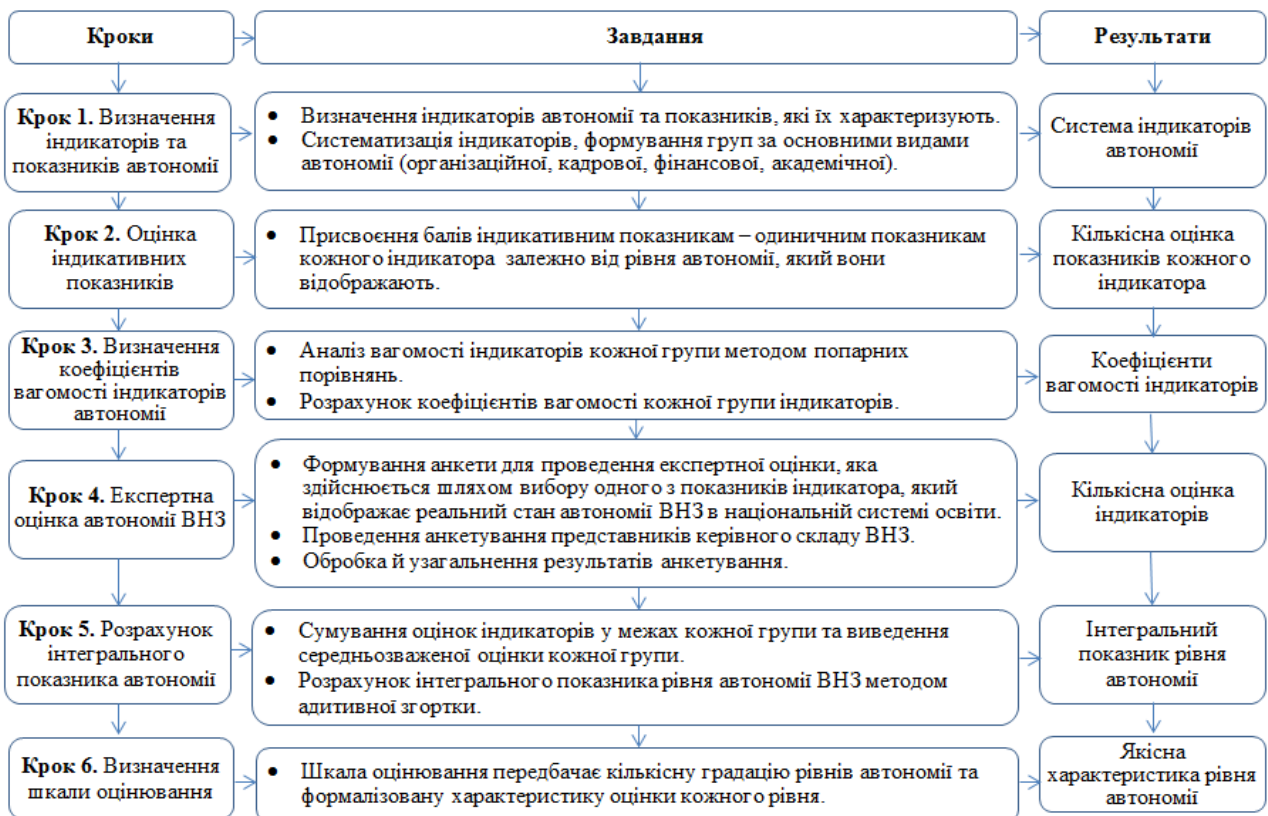 Кроки
Завдання
Результати
Крок 1. Визначення
індикаторів та
показників автономії
• Визначення індикаторів автономії та показників, які їх характеризують.
• Систематизація індикаторів, формування груп за основними видами
автономії (організаційної, кадрової, фінансової, академічної).
Система індикаторів
автономії
Крок 2. Оцінка
індикативних
показників
• Присвоєння балів індикативним показникам – одиничним показникам
кожного індикатора залежно від рівня автономії, який вони
відображають.
Кількісна оцінка
показників кожного
індикатора
Крок 3. Визначення
коефіцієнтів
вагомості індикаторів
автономії
• Аналіз вагомості індикаторів кожної групи методом попарних
порівнянь.
• Розрахунок коефіцієнтів вагомості кожної групи індикаторів.
Коефіцієнти
вагомості індикаторів
Крок 4. Експертна
оцінка автономії ВНЗ
• Формування анкети для проведення експертної оцінки, яка
здійснюється шляхом вибору одного з показників індикатора, який
відображає реальний стан автономії ВНЗ в національній системі освіти.
• Проведення анкетування представників керівного складу ВНЗ.
• Обробка й узагальнення результатів анкетування.
Кількісна оцінка
індикаторів
Крок 5. Розрахунок
інтегрального
показника автономії
• Сумування оцінок індикаторів у межах кожної групи та виведення
середньозваженої оцінки кожної групи.
• Розрахунок інтегрального показника рівня автономії ВНЗ методом
адитивної згортки.
Інтегральний
показник рівня
автономії
Крок 6. Визначення
шкали оцінювання
• Шкала оцінювання передбачає кількісну градацію рівнів автономії та
формалізовану характеристику оцінки кожного рівня.
Якісна
характеристика рівня
автономії